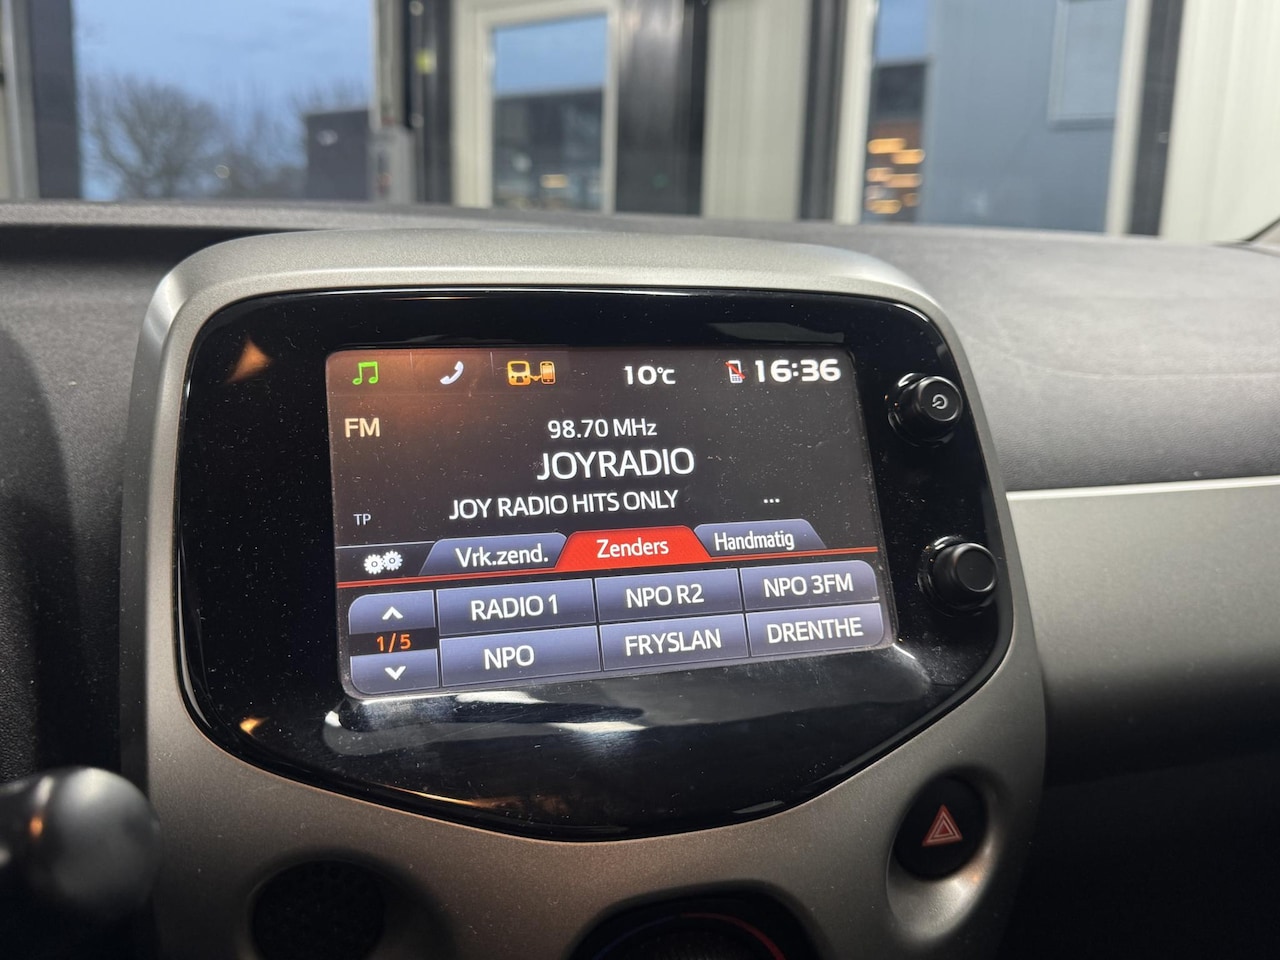 10°C 16:36
FM
98.70 MHz
JOYRADIO
JOY RADIO HITS ONLY ...
TP
Vrk.zend. Zenders Handmatig
RADIO 1 NPO R2 NPO 3FM
1/5
NPO FRYSLAN DRENTHE